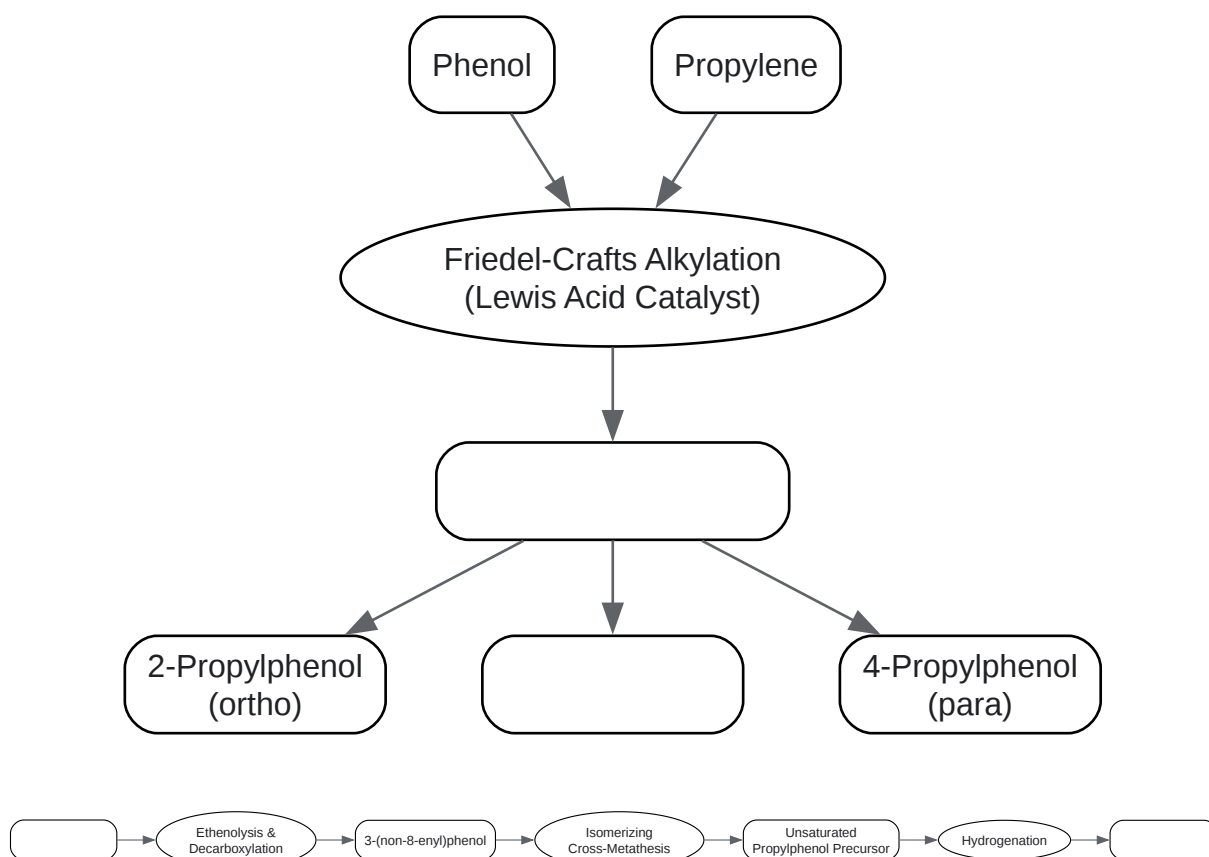 Phenol
Propylene
Friedel-Crafts Alkylation
(Lewis Acid Catalyst)
2-Propylphenol
(ortho)
4-Propylphenol
(para)
Ethenolysis &
Decarboxylation
3-(non-8-enyl)phenol
Isomerizing
Cross-Metathesis
Unsaturated
Propylphenol Precursor
Hydrogenation